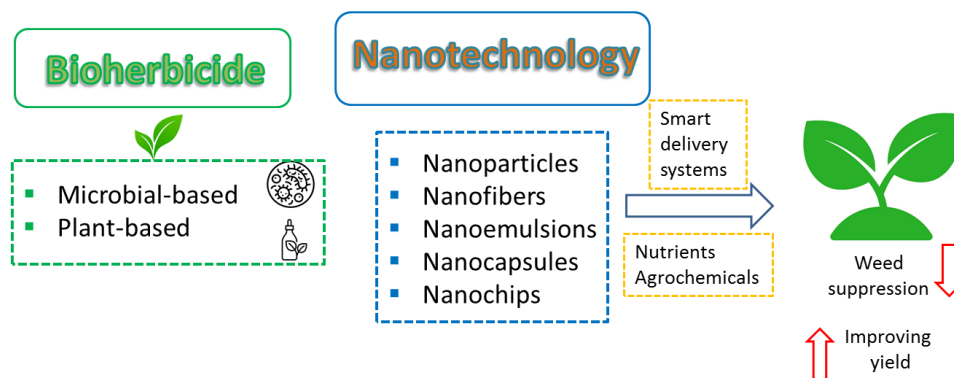 Bioherbicide
Microbial-based
Plant-based
Nanotechnology
Nanoparticles
Nanofibers
Nanoemulsions
Nanocapsules
Nanochips
Smart
delivery
systems
Nutrients
Agrochemicals
Weed
suppression
Improving
yield